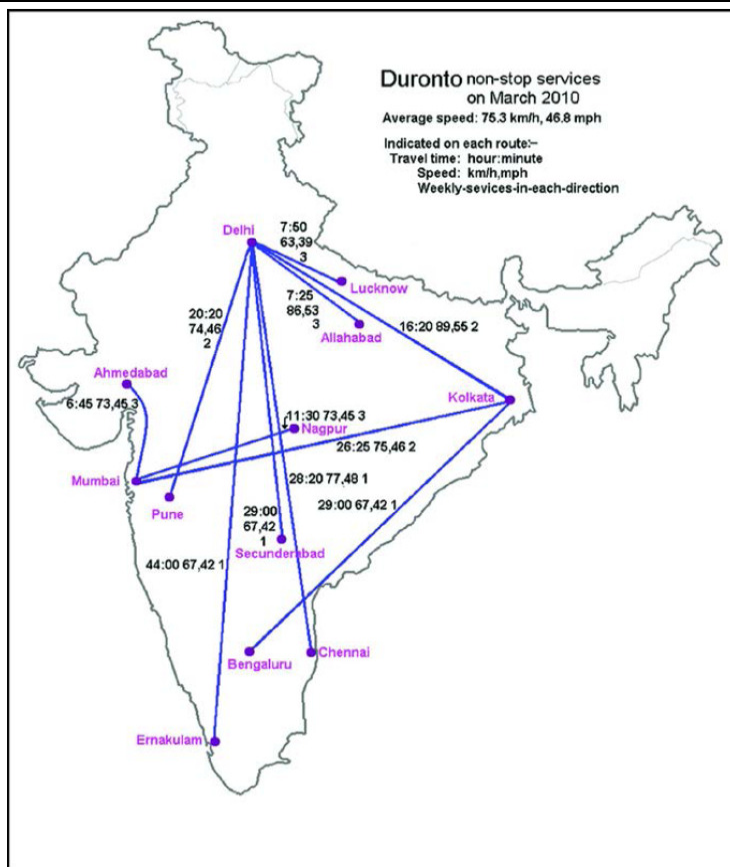 Duronto non-stop services
on March 2010
Average speed: 75.3 km/h, 46.8 mph
Indicated on each route:–
Travel time: hour:minute
Speed: km/h,mph
Weekly-sevices-in-each-direction
Delhi
7:50
63,39
3
Lucknow
7:25
86,53
3
Allahabad
20:20
74,46
2
16:20 89,55 2
Ahmedabad
6:45 73,45 3
Kolkata
11:30 73,45 3
Nagpur
26:25 75,46 2
Mumbai
28:20 77,48 1
Pune
29:00 67,42 1
29:00
67,42
1
Secunderabad
44:00 67,42 1
Bengaluru
Chennai
Ernakulam